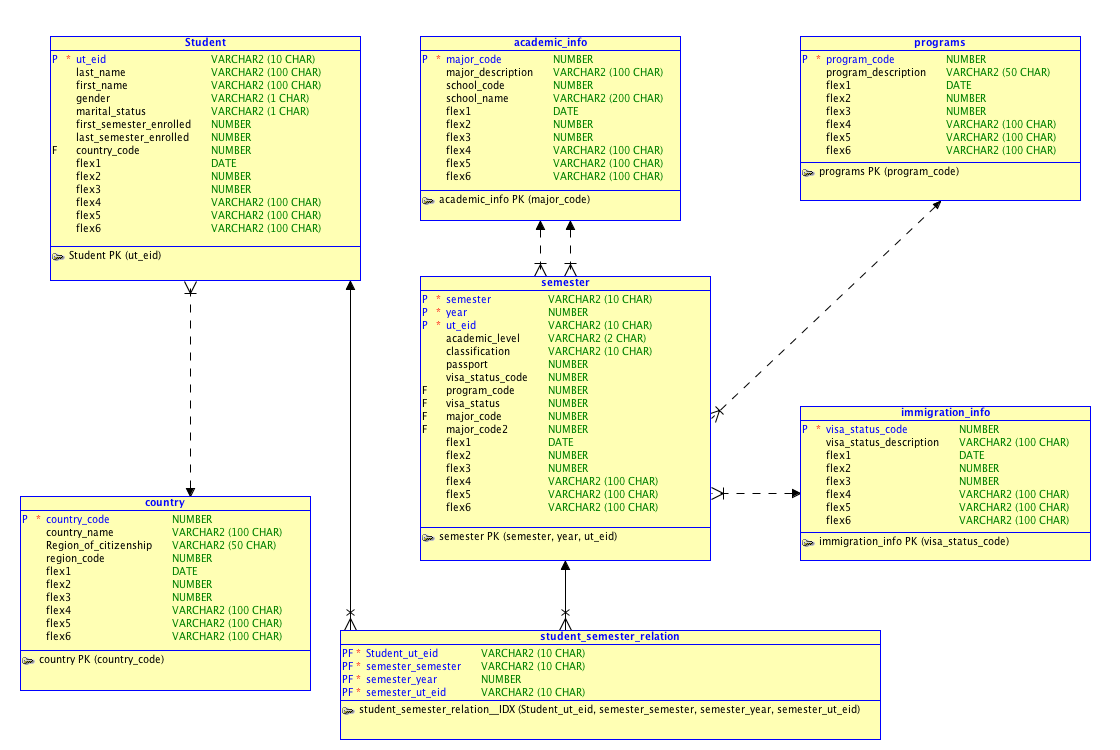 Student
P * ut_eid VARCHAR2 (10 CHAR)
last_name VARCHAR2 (100 CHAR)
first_name VARCHAR2 (100 CHAR)
gender VARCHAR2 (1 CHAR)
marital_status VARCHAR2 (1 CHAR)
first_semester_enrolled NUMBER
last_semester_enrolled NUMBER
F country_code NUMBER
flex1 DATE
flex2 NUMBER
flex3 NUMBER
flex4 VARCHAR2 (100 CHAR)
flex5 VARCHAR2 (100 CHAR)
flex6 VARCHAR2 (100 CHAR)
Student PK (ut_eid)
academic_info
P * major_code NUMBER
major_description VARCHAR2 (100 CHAR)
school_code NUMBER
school_name VARCHAR2 (200 CHAR)
flex1 DATE
flex2 NUMBER
flex3 NUMBER
flex4 VARCHAR2 (100 CHAR)
flex5 VARCHAR2 (100 CHAR)
flex6 VARCHAR2 (100 CHAR)
academic_info PK (major_code)
programs
P * program_code NUMBER
program_description VARCHAR2 (50 CHAR)
flex1 DATE
flex2 NUMBER
flex3 NUMBER
flex4 VARCHAR2 (100 CHAR)
flex5 VARCHAR2 (100 CHAR)
flex6 VARCHAR2 (100 CHAR)
programs PK (program_code)
semester
P * semester VARCHAR2 (10 CHAR)
P * year NUMBER
P * ut_eid VARCHAR2 (10 CHAR)
academic_level VARCHAR2 (2 CHAR)
classification VARCHAR2 (10 CHAR)
passport NUMBER
visa_status_code NUMBER
F program_code NUMBER
F visa_status NUMBER
F major_code NUMBER
F major_code2 NUMBER
flex1 DATE
flex2 NUMBER
flex3 NUMBER
flex4 VARCHAR2 (100 CHAR)
flex5 VARCHAR2 (100 CHAR)
flex6 VARCHAR2 (100 CHAR)
semester PK (semester, year, ut_eid)
immigration_info
P * visa_status_code NUMBER
visa_status_description VARCHAR2 (100 CHAR)
flex1 DATE
flex2 NUMBER
flex3 NUMBER
flex4 VARCHAR2 (100 CHAR)
flex5 VARCHAR2 (100 CHAR)
flex6 VARCHAR2 (100 CHAR)
immigration_info PK (visa_status_code)
country
P * country_code NUMBER
country_name VARCHAR2 (100 CHAR)
Region_of_citizenship VARCHAR2 (50 CHAR)
region_code NUMBER
flex1 DATE
flex2 NUMBER
flex3 NUMBER
flex4 VARCHAR2 (100 CHAR)
flex5 VARCHAR2 (100 CHAR)
flex6 VARCHAR2 (100 CHAR)
country PK (country_code)
student_semester_relation
PF * Student_ut_eid VARCHAR2 (10 CHAR)
PF * semester_semester VARCHAR2 (10 CHAR)
PF * semester_year NUMBER
PF * semester_ut_eid VARCHAR2 (10 CHAR)
student_semester_relation__IDX (Student_ut_eid, semester_semester, semester_year, semester_ut_eid)